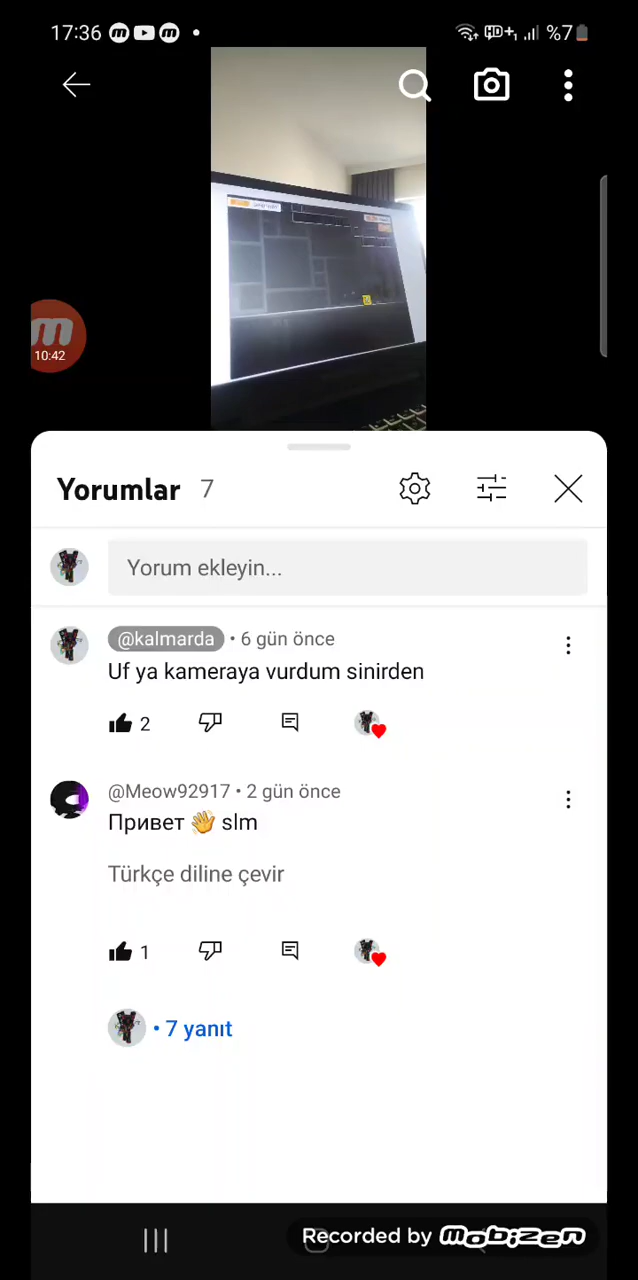 17:36 %7
10:42
Yorumlar 7
Yorum ekleyin...
@kalmarda • 6 gün önce
Uf ya kameraya vurdum sinirden
2
@Meow92917 • 2 gün önce
Привет 👋 slm
Türkçe diline çevir
1
• 7 yanıt
Recorded by mobizen